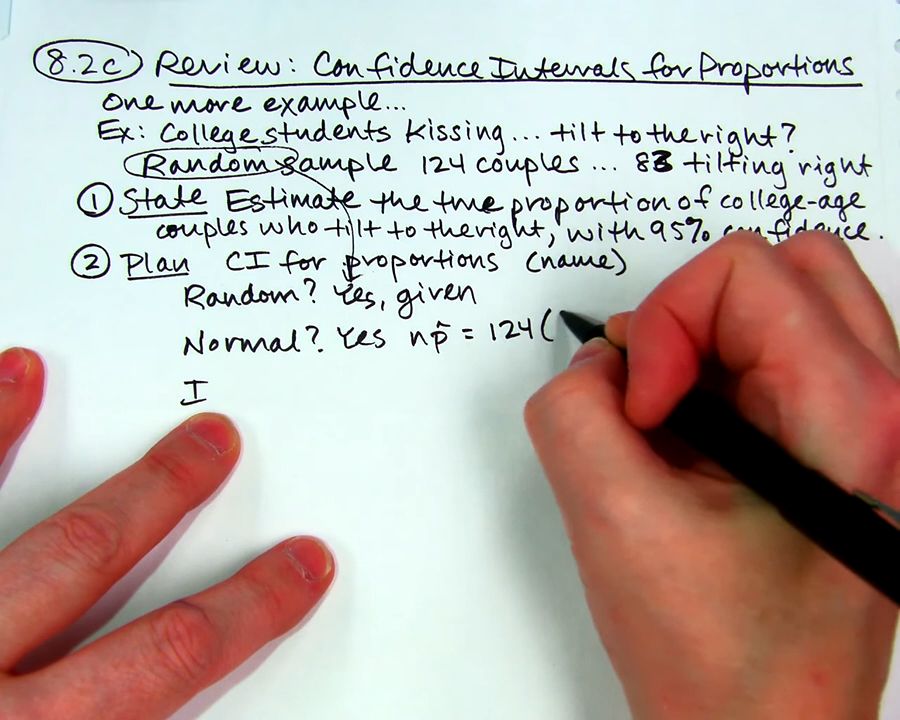 8.2c Review: Confidence Intervals for Proportions
One more example...
Ex: College students kissing... tilt to the right?
Random sample 124 couples ... 83 tilting right
① State Estimate the true proportion of college-age
couples who tilt to the right, with 95% confidence.
② Plan CI for proportions (name)
Random? Yes, given
Normal? Yes np̂ = 124(
I